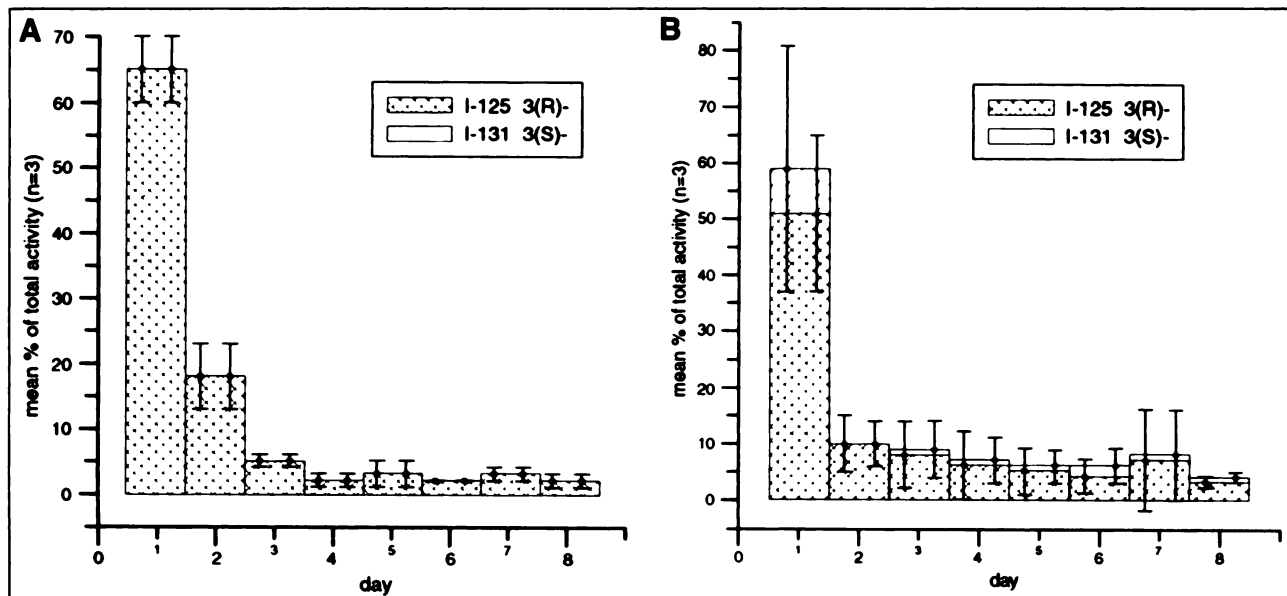 A
mean % of total activity (n=3)
70
60
50
40
30
20
10
0
I-125 3(R)-
I-131 3(S)-
0 1 2 3 4 5 6 7 8
day
B
mean % of total activity (n=3)
80
70
60
50
40
30
20
10
0
I-125 3(R)-
I-131 3(S)-
0 1 2 3 4 5 6 7 8
day